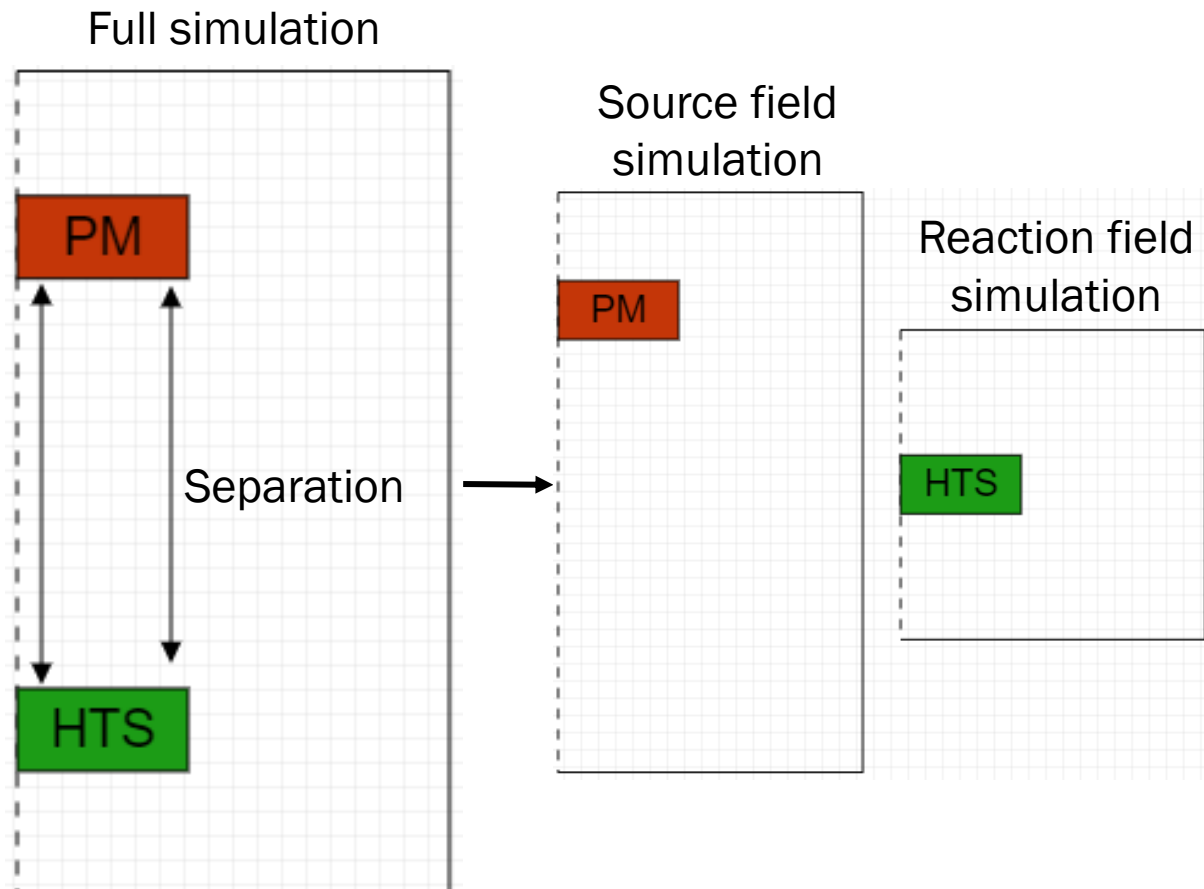 Full simulation
PM
Separation
HTS
Source field
simulation
PM
Reaction field
simulation
HTS